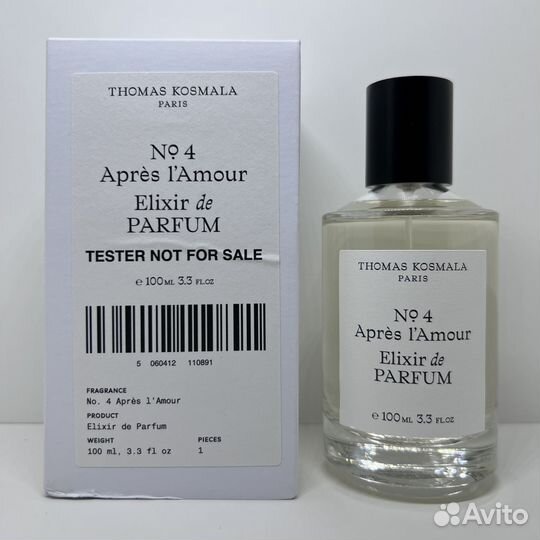 THOMAS KOSMALA
PARIS
Nº 4
Après l'Amour
Elixir de
PARFUM
TESTER NOT FOR SALE
e 100 ML 3.3 FL.OZ
5 060412 110891
FRAGRANCE
No. 4 Après l'Amour
PRODUCT
Elixir de Parfum
WEIGHT PIECES
100 ml, 3.3 fl oz 1
THOMAS KOSMALA
PARIS
Nº 4
Après l'Amour
Elixir de
PARFUM
e 100 ML 3.3 FL.OZ
Avito